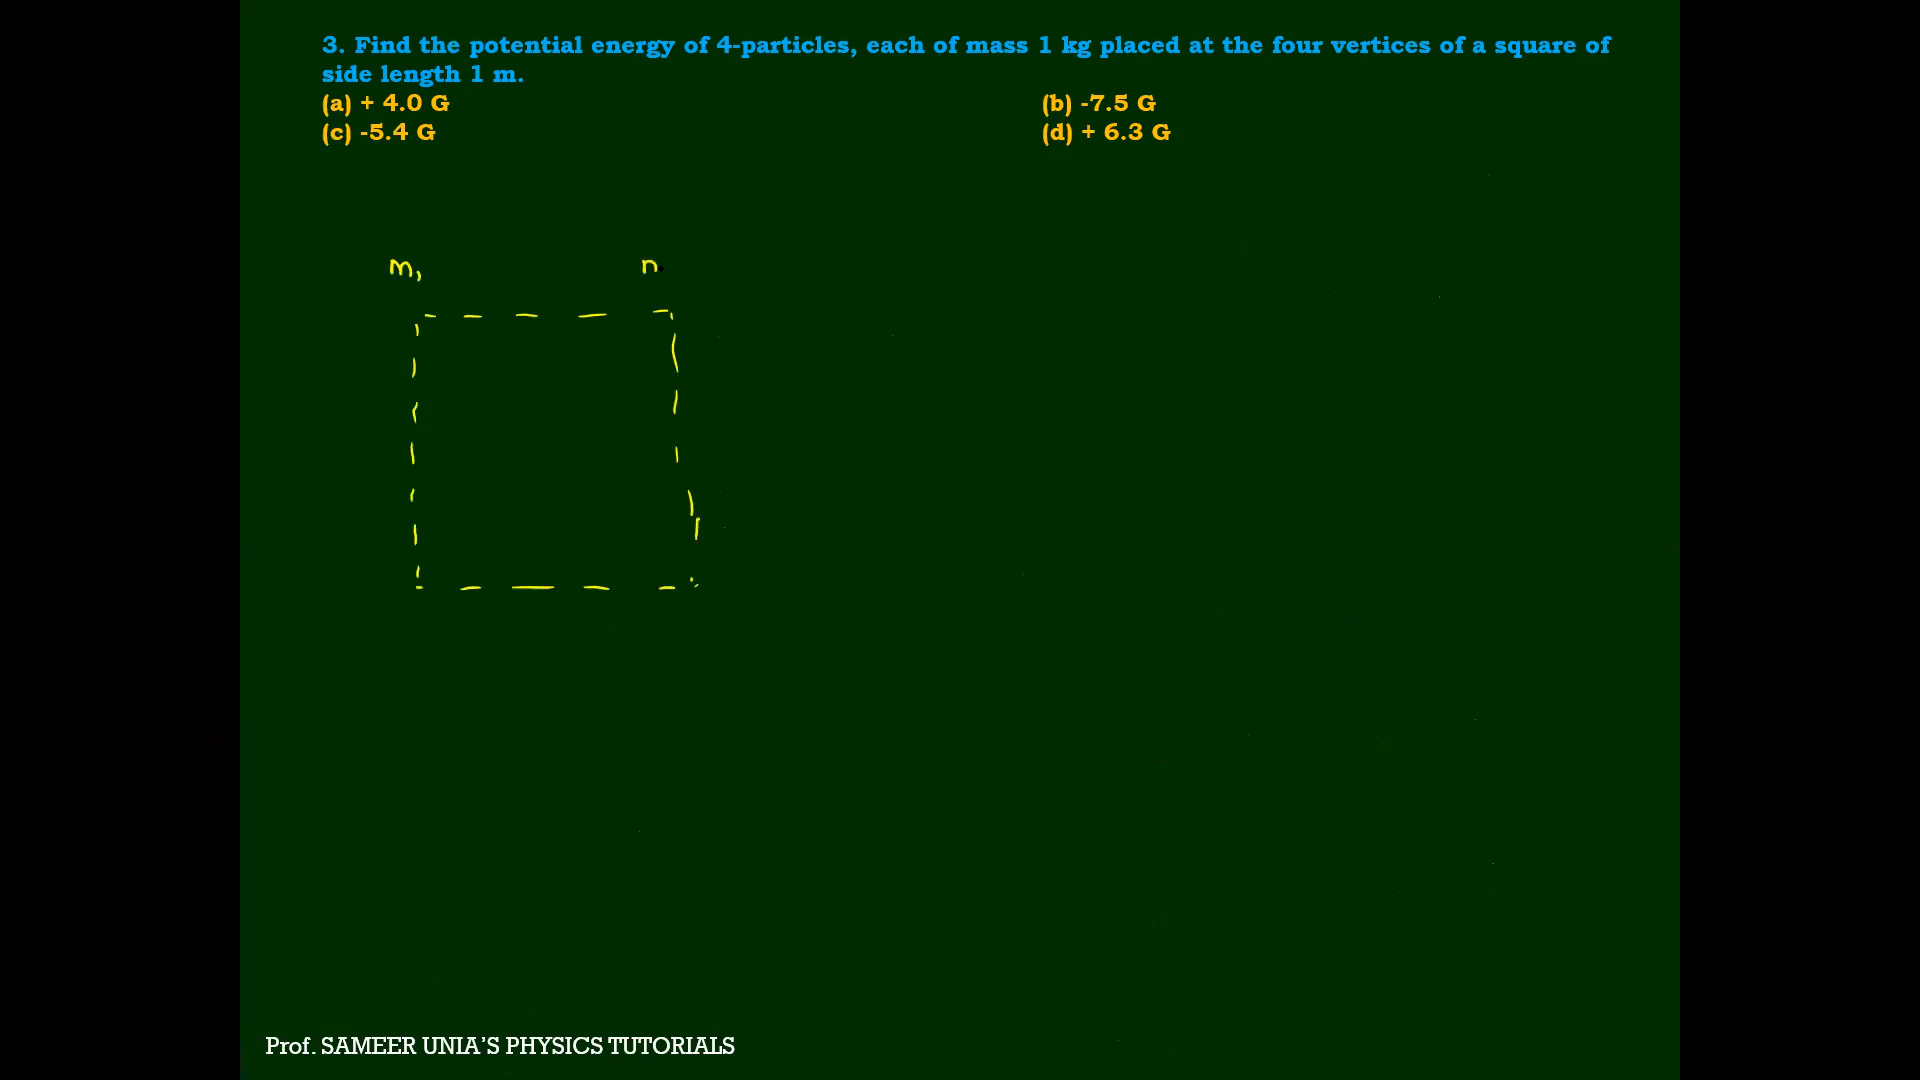 3. Find the potential energy of 4-particles, each of mass 1 kg placed at the four vertices of a square of
side length 1 m.
(a) + 4.0 G (b) -7.5 G
(c) -5.4 G (d) + 6.3 G
m₁ n
Prof. SAMEER UNIA'S PHYSICS TUTORIALS